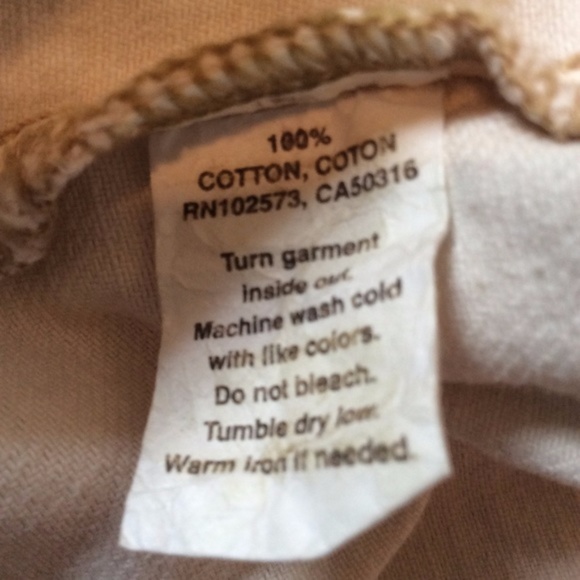 100%
COTTON, COTON
RN102573, CA50316
Turn garment
inside out.
Machine wash cold
with like colors.
Do not bleach.
Tumble dry low.
Warm iron if needed.